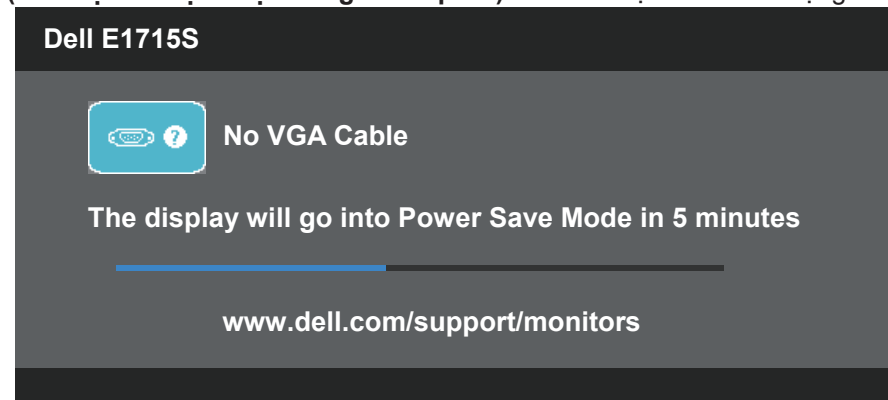 Dell E1715S
No VGA Cable
The display will go into Power Save Mode in 5 minutes
www.dell.com/support/monitors